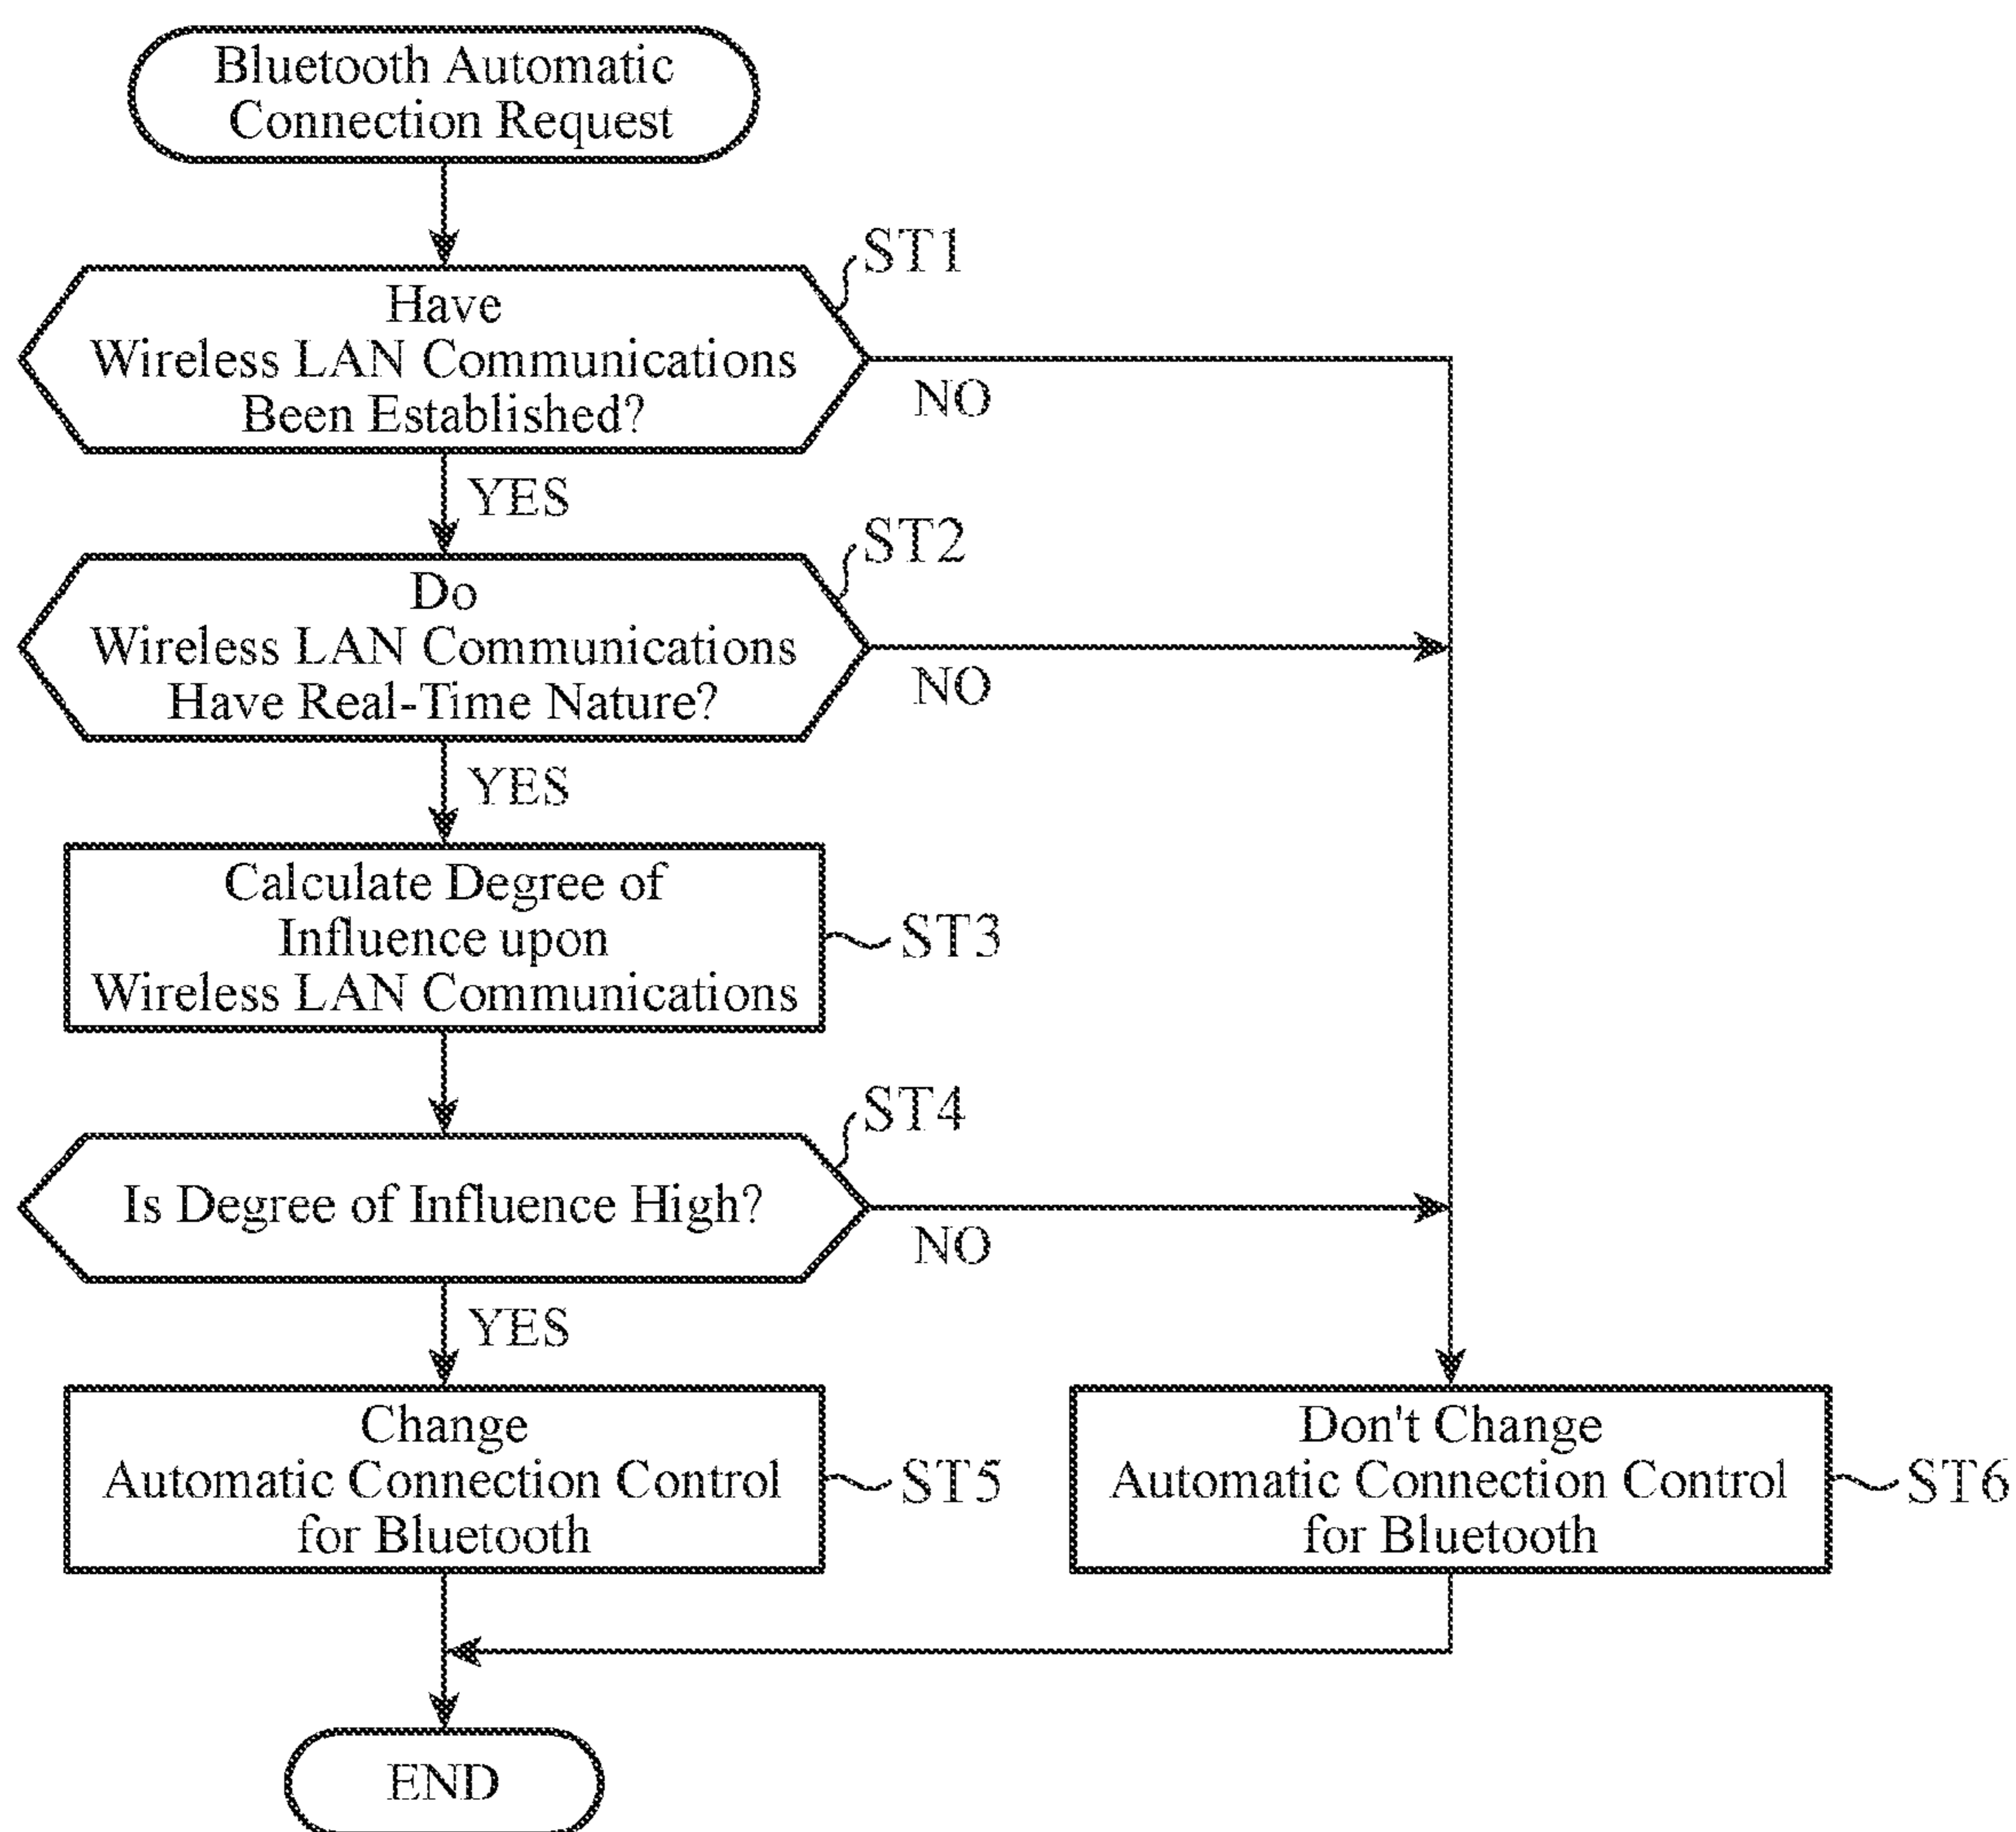 Bluetooth Automatic
Connection Request
ST1
Have
Wireless LAN Communications
Been Established?
NO
YES
ST2
Do
Wireless LAN Communications
Have Real-Time Nature?
NO
YES
Calculate Degree of
Influence upon
Wireless LAN Communications
ST3
ST4
Is Degree of Influence High?
NO
YES
Change
Automatic Connection Control
for Bluetooth
ST5
Don't Change
Automatic Connection Control
for Bluetooth
ST6
END